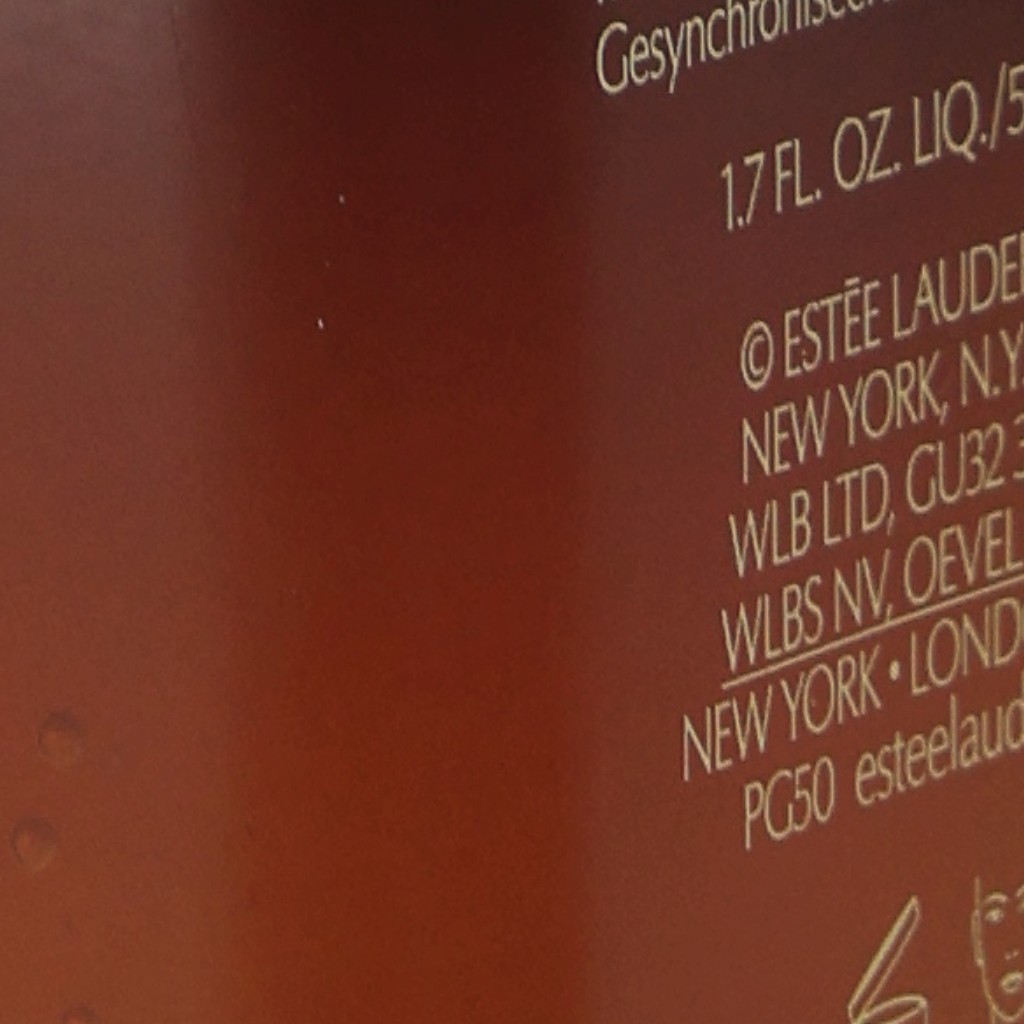 1.7 FL. OZ. LIQ./5
© ESTĒE LAUDE
NEW YORK, N.Y.
WLB LTD, GU32 3
WLBS NV, OEVEL
NEW YORK • LOND
PG50 esteelaud